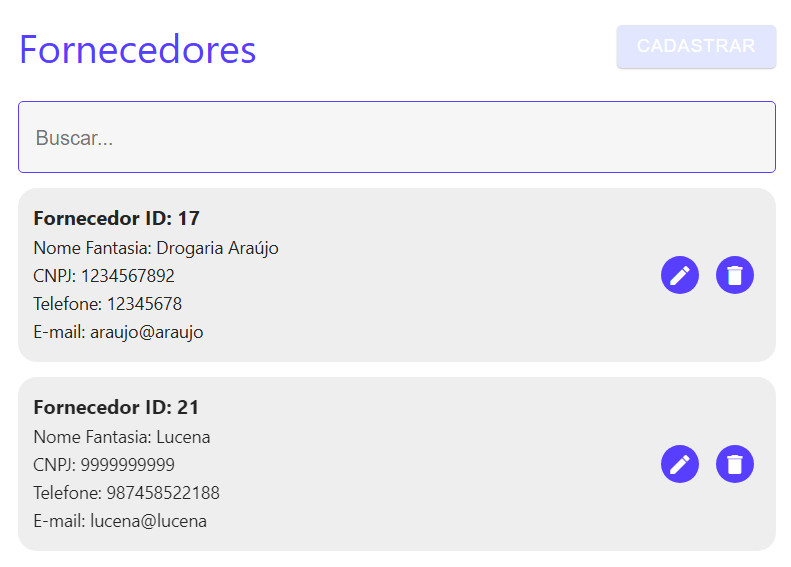 Fornecedores
CADASTRAR
Buscar...
Fornecedor ID: 17
Nome Fantasia: Drogaria Araújo
CNPJ: 1234567892
Telefone: 12345678
E-mail: araujo@araujo
Fornecedor ID: 21
Nome Fantasia: Lucena
CNPJ: 9999999999
Telefone: 987458522188
E-mail: lucena@lucena